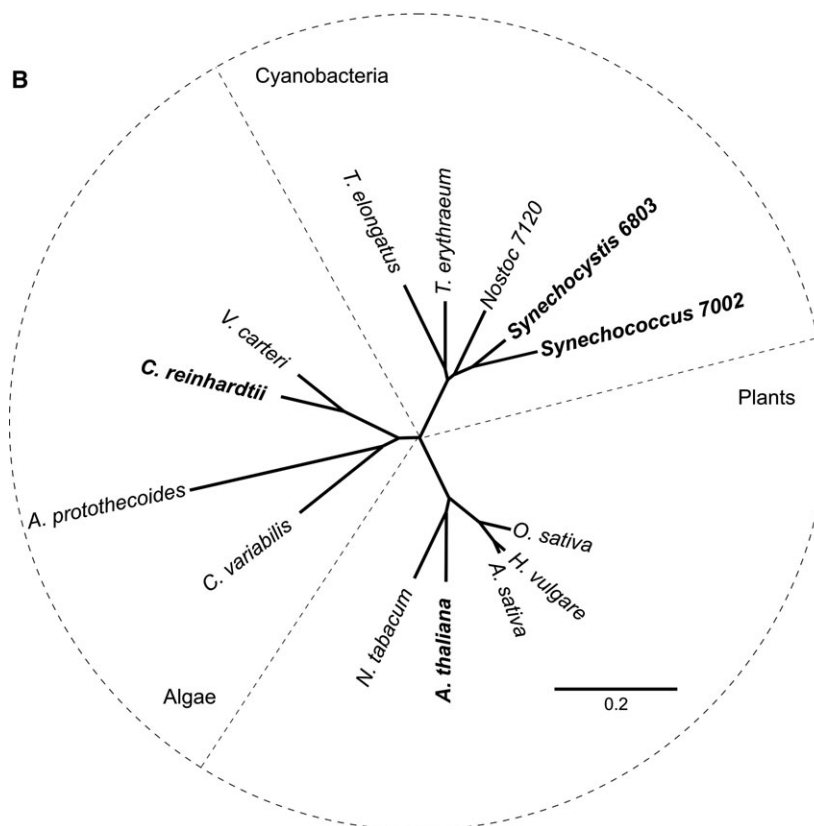 B
Cyanobacteria
T. elongatus
T. erythraeum
Nostoc 7120
Synechocystis 6803
Synechococcus 7002
V. carteri
C. reinhardtii
Plants
A. protothecoides
C. variabilis
O. sativa
H. vulgare
A. sativa
N. tabacum
A. thaliana
Algae
0.2